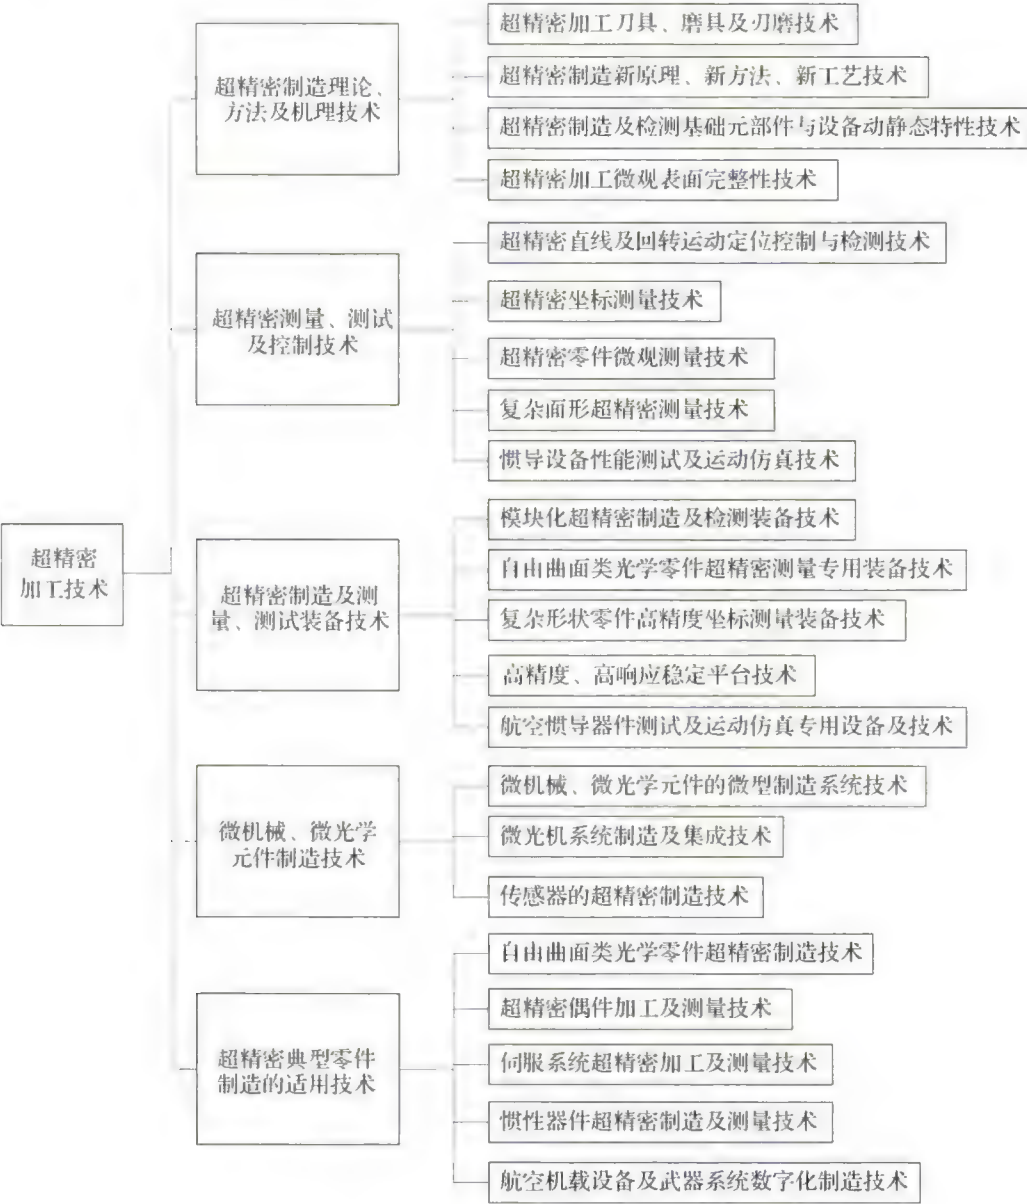 超精密
加工技术
超精密制造理论、
方法及机理技术
超精密加工刀具、磨具及刃磨技术
超精密制造新原理、新方法、新工艺技术
超精密制造及检测基础元部件与设备动静态特性技术
超精密加工微观表面完整性技术
超精密测量、测试
及控制技术
超精密直线及回转运动定位控制与检测技术
超精密坐标测量技术
超精密零件微观测量技术
复杂面形超精密测量技术
惯导设备性能测试及运动仿真技术
超精密制造及测
量、测试装备技术
模块化超精密制造及检测装备技术
自由曲面类光学零件超精密测量专用装备技术
复杂形状零件高精度坐标测量装备技术
高精度、高响应稳定平台技术
航空惯导器件测试及运动仿真专用设备及技术
微机械、微光学
元件制造技术
微机械、微光学元件的微型制造系统技术
微光机系统制造及集成技术
传感器的超精密制造技术
超精密典型零件
制造的适用技术
自由曲面类光学零件超精密制造技术
超精密偶件加工及测量技术
伺服系统超精密加工及测量技术
惯性器件超精密制造及测量技术
航空机载设备及武器系统数字化制造技术